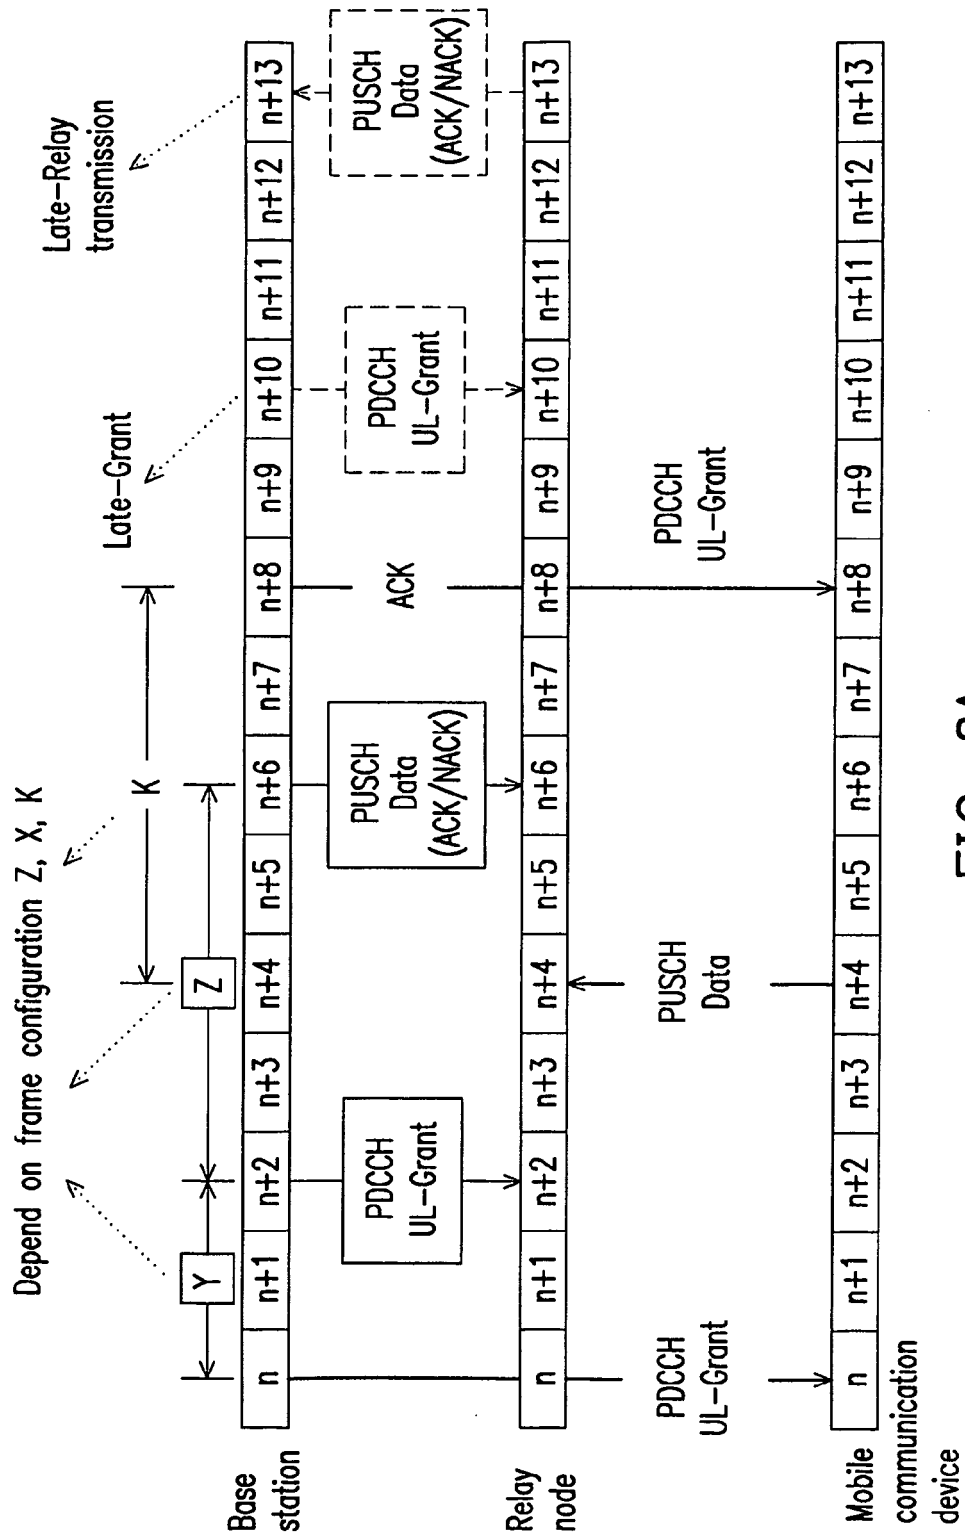 Depend on frame configuration Z, X, K
K
Late-Grant
Late-Relay
transmission
Y
Z
Base
station
n
n+1
n+2
n+3
n+4
n+5
n+6
n+7
n+8
n+9
n+10
n+11
n+12
n+13
PDCCH
UL-Grant
PUSCH
Data
(ACK/NACK)
ACK
PDCCH
UL-Grant
PUSCH
Data
(ACK/NACK)
Relay
node
n
n+1
n+2
n+3
n+4
n+5
n+6
n+7
n+8
n+9
n+10
n+11
n+12
n+13
PDCCH
UL-Grant
PUSCH
Data
PDCCH
UL-Grant
Mobile
communication
device
n
n+1
n+2
n+3
n+4
n+5
n+6
n+7
n+8
n+9
n+10
n+11
n+12
n+13